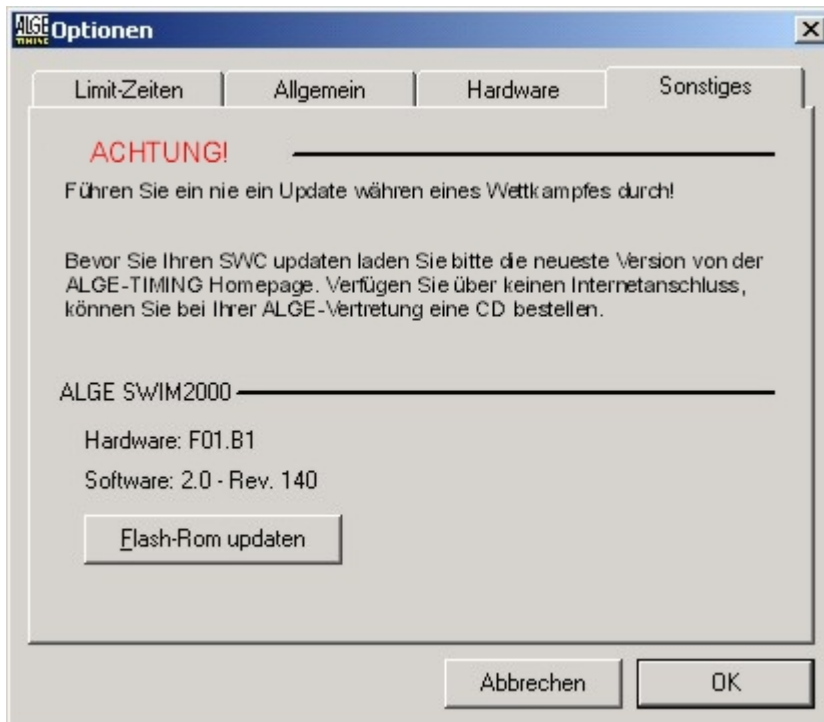 ALGE
TIMING
Optionen
Limit-Zeiten
Allgemein
Hardware
Sonstiges
ACHTUNG!
Führen Sie ein nie ein Update währen eines Wettkampfes durch!
Bevor Sie Ihren SWC updaten laden Sie bitte die neueste Version von der
ALGE-TIMING Homepage. Verfügen Sie über keinen Internetanschluss,
können Sie bei Ihrer ALGE-Vertretung eine CD bestellen.
ALGE SWIM2000
Hardware: F01.B1
Software: 2.0 - Rev. 140
Flash-Rom updaten
Abbrechen
OK